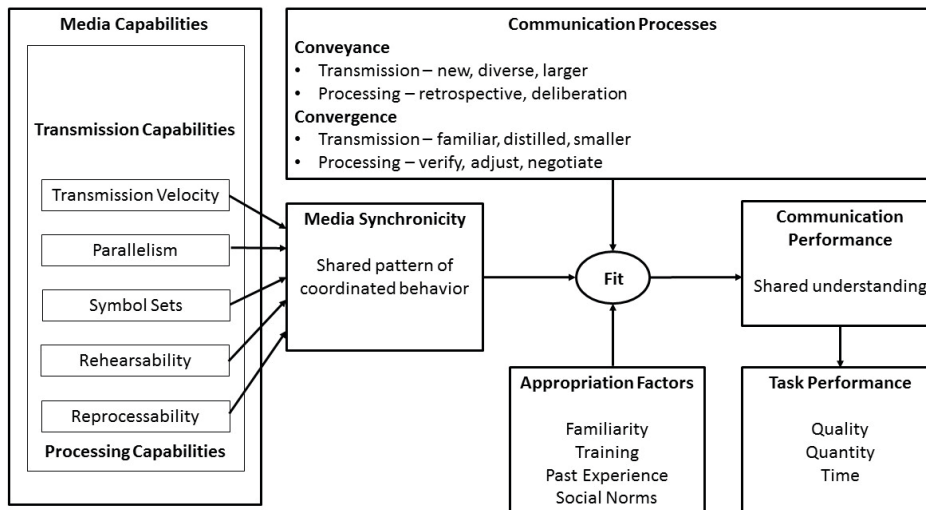 Media Capabilities
Transmission Capabilities
Transmission Velocity
Parallelism
Symbol Sets
Rehearsability
Reprocessability
Processing Capabilities
Media Synchronicity
Shared pattern of
coordinated behavior
Communication Processes
Conveyance
• Transmission – new, diverse, larger
• Processing – retrospective, deliberation
Convergence
• Transmission – familiar, distilled, smaller
• Processing – verify, adjust, negotiate
Fit
Appropriation Factors
Familiarity
Training
Past Experience
Social Norms
Communication
Performance
Shared understanding
Task Performance
Quality
Quantity
Time